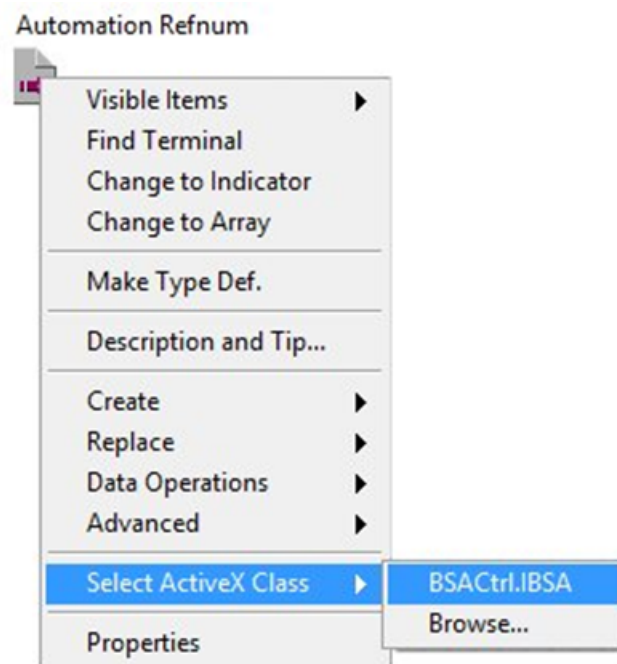 Automation Refnum
Visible Items
Find Terminal
Change to Indicator
Change to Array
Make Type Def.
Description and Tip...
Create
Replace
Data Operations
Advanced
Select ActiveX Class
BSACtrl.IBSA
Browse...
Properties